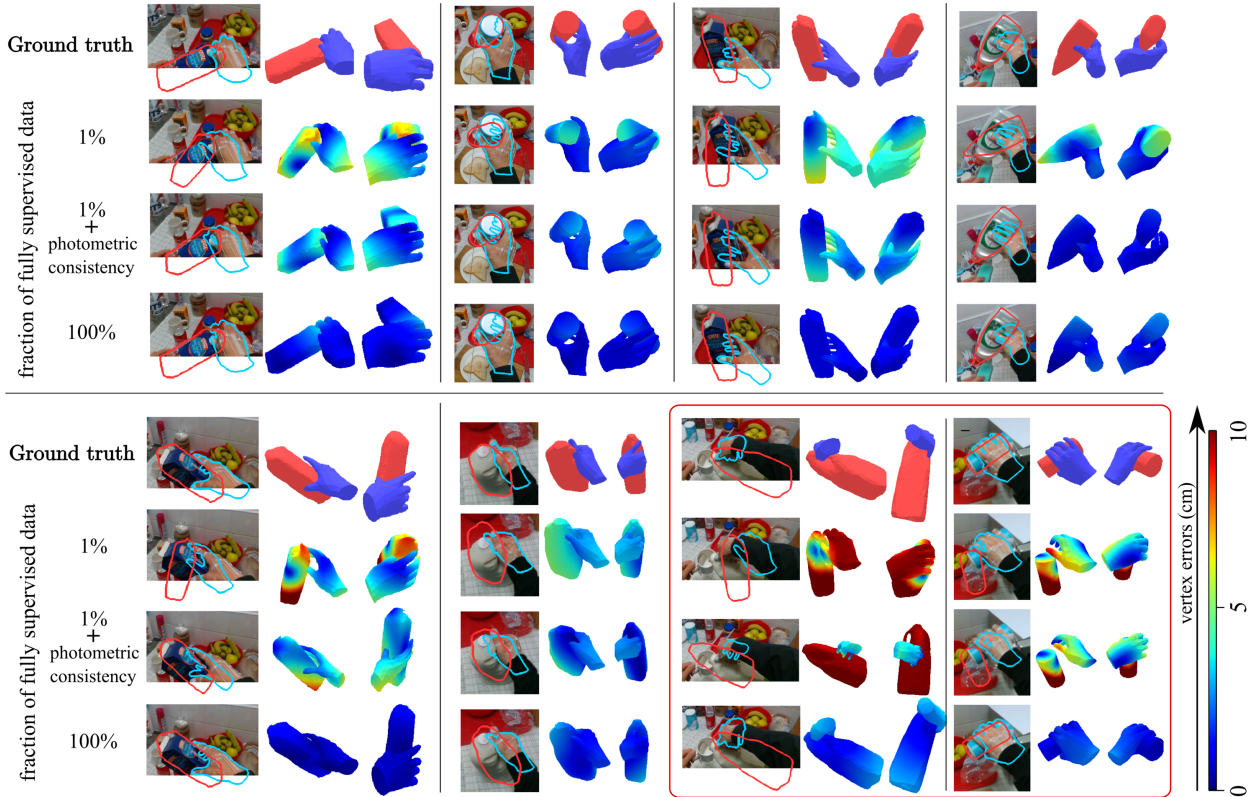 Ground truth
fraction of fully supervised data
1%
1%
+
photometric
consistency
100%
Ground truth
fraction of fully supervised data
1%
1%
+
photometric
consistency
100%
vertex errors (cm)
10
5
0